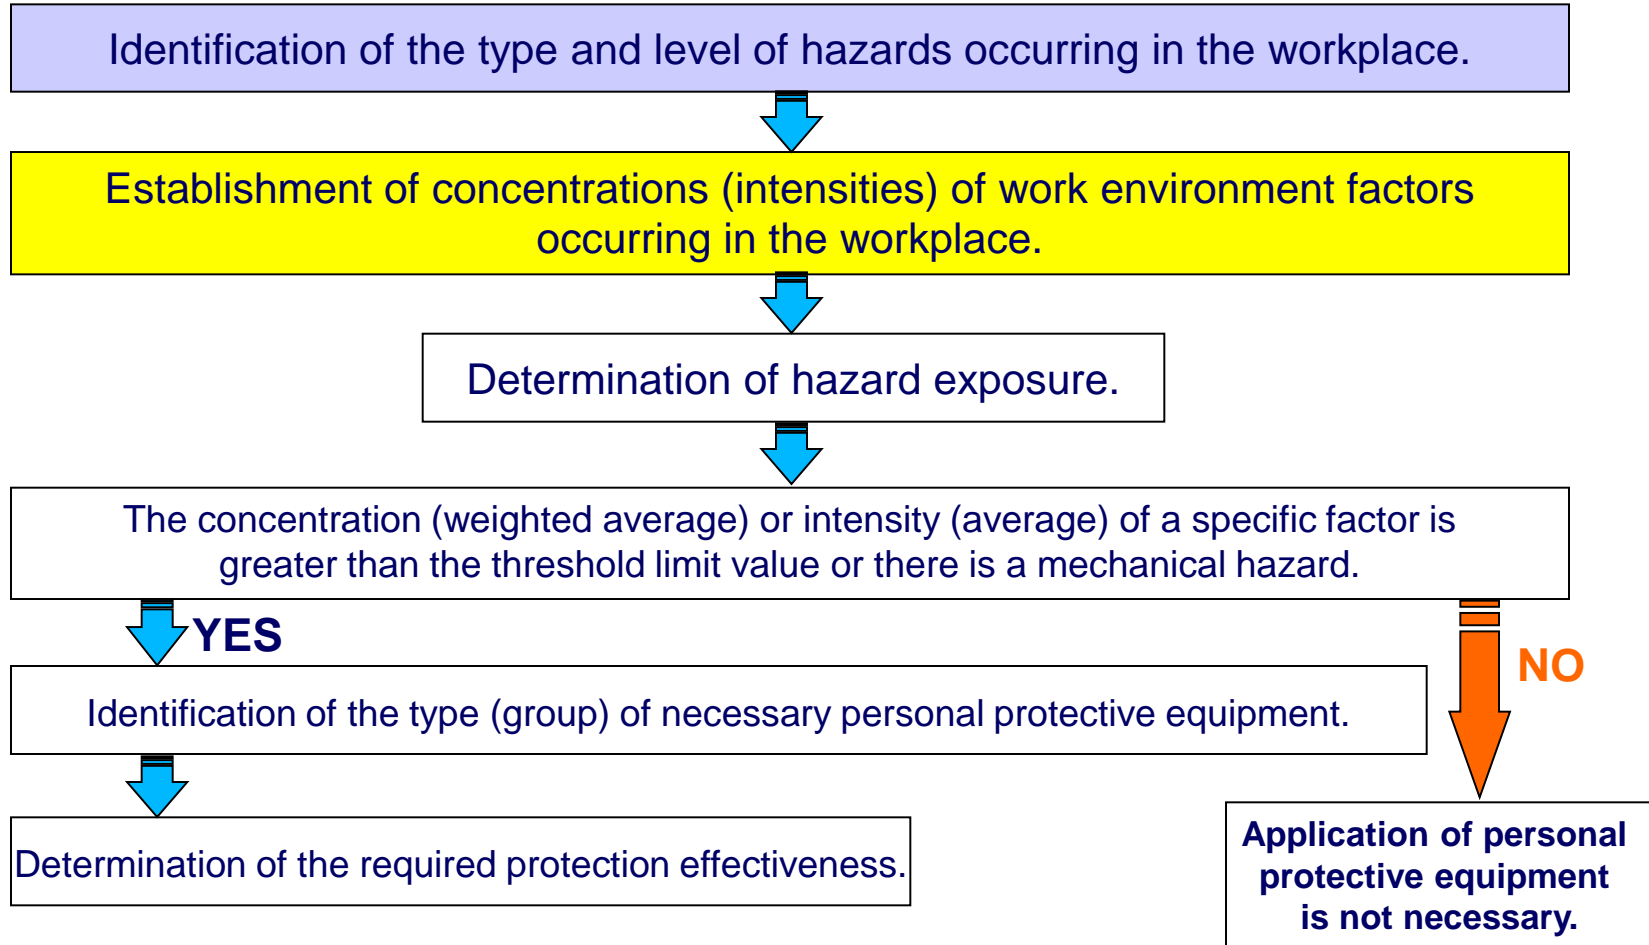 Identification of the type and level of hazards occurring in the workplace.
Establishment of concentrations (intensities) of work environment factors
occurring in the workplace.
Determination of hazard exposure.
The concentration (weighted average) or intensity (average) of a specific factor is
greater than the threshold limit value or there is a mechanical hazard.
YES
NO
Identification of the type (group) of necessary personal protective equipment.
Determination of the required protection effectiveness.
Application of personal
protective equipment
is not necessary.